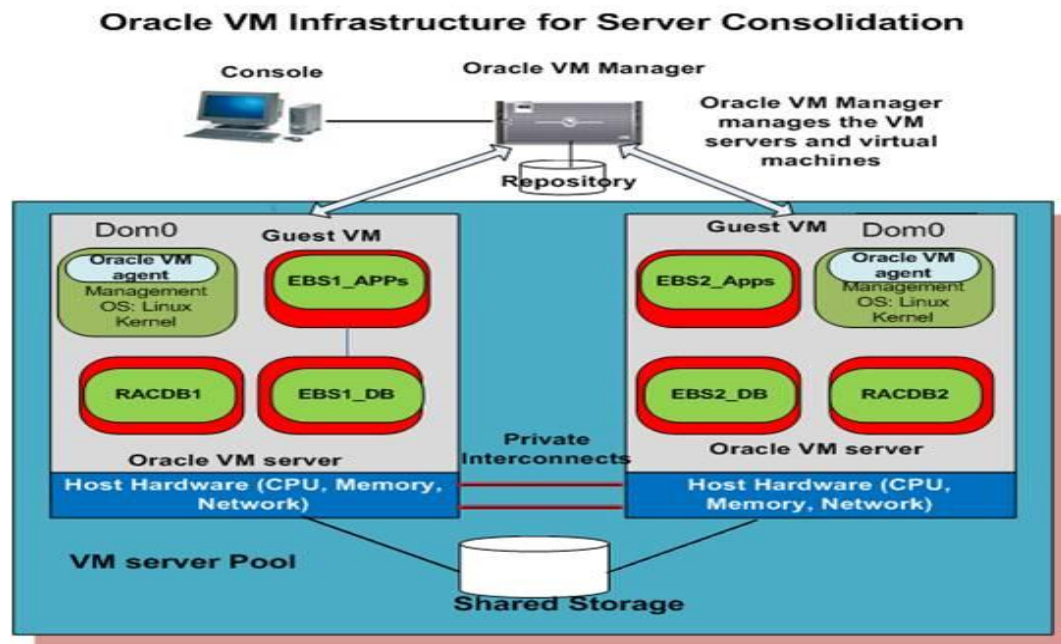 Oracle VM Infrastructure for Server Consolidation
Console
Oracle VM Manager
Oracle VM Manager
manages the VM
servers and virtual
machines
Repository
Dom0
Guest VM
Oracle VM
agent
Management
OS: Linux
Kernel
EBS1_APPs
RACDB1
EBS1_DB
Oracle VM server
Host Hardware (CPU, Memory,
Network)
Guest VM
Dom0
EBS2_Apps
Oracle VM
agent
Management
OS: Linux
Kernel
EBS2_DB
RACDB2
Oracle VM server
Host Hardware (CPU,
Memory, Network)
Private
Interconnects
VM server Pool
Shared Storage